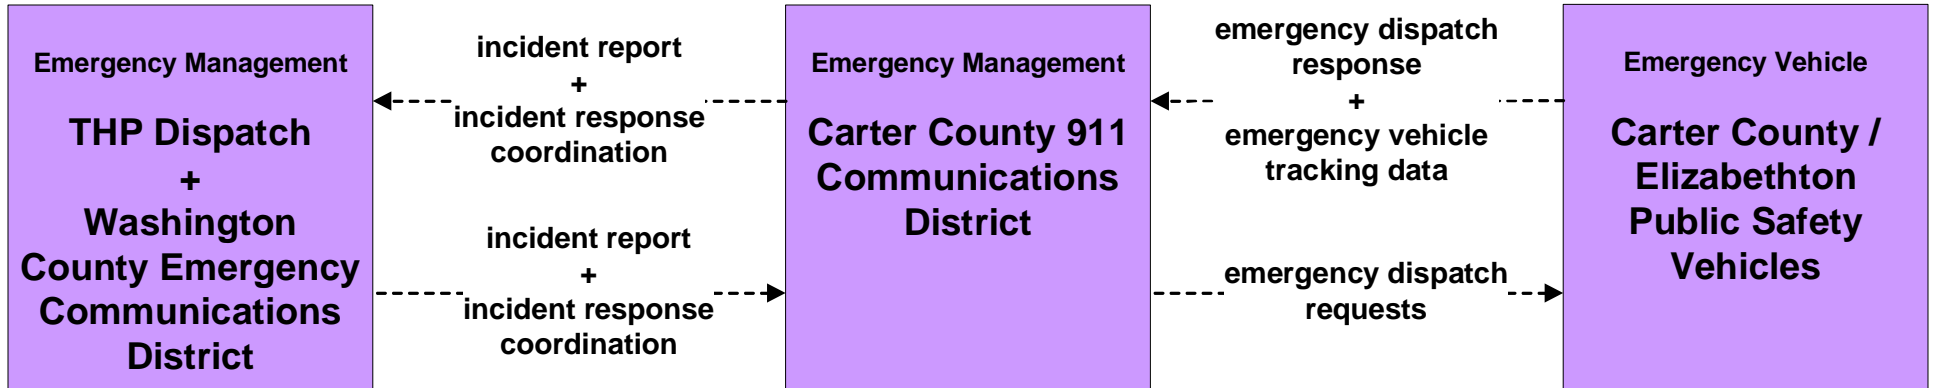 Emergency Management
THP Dispatch
+
Washington
County Emergency
Communications
District
incident report
+
incident response
coordination
incident report
+
incident response
coordination
Emergency Management
Carter County 911
Communications
District
emergency dispatch
response
+
emergency vehicle
tracking data
emergency dispatch
requests
Emergency Vehicle
Carter County /
Elizabethton
Public Safety
Vehicles